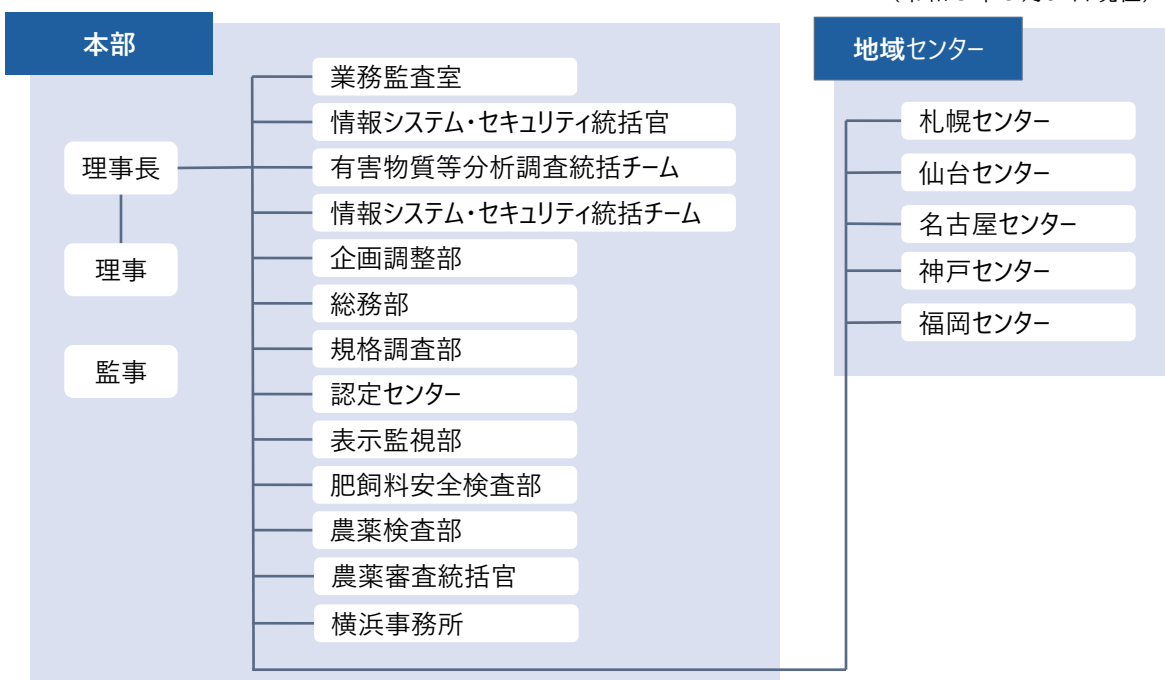 本部
理事長
理事
監事
業務監査室
情報システム・セキュリティ統括官
有害物質等分析調査統括チーム
情報システム・セキュリティ統括チーム
企画調整部
総務部
規格調査部
認定センター
表示監視部
肥飼料安全検査部
農薬検査部
農薬審査統括官
横浜事務所
地域センター
札幌センター
仙台センター
名古屋センター
神戸センター
福岡センター